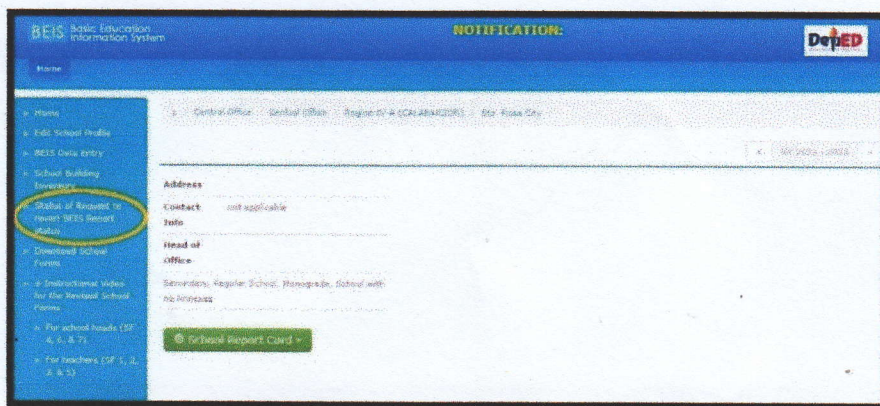 BEIS Basic Education
Information System
NOTIFICATION:
DepED
Home
» Home
» Edit School Profile
» BEIS Data Entry
» School Building
Inventory
» Status of Request to
revert BEIS Report
status
» Download School
Forms
» Instructional Video
for the Revised School
Forms
» For school heads (SF
4, 6, & 7)
» For teachers (SF 1, 2,
3 & 5)
» Central Office Central Office Region IV-A (CALABARZON) Sta. Rosa City
Address
Contact not applicable
Info
Head of
Office
Secondary, Regular School, Monograde, School with
no Annexes
School Report Card